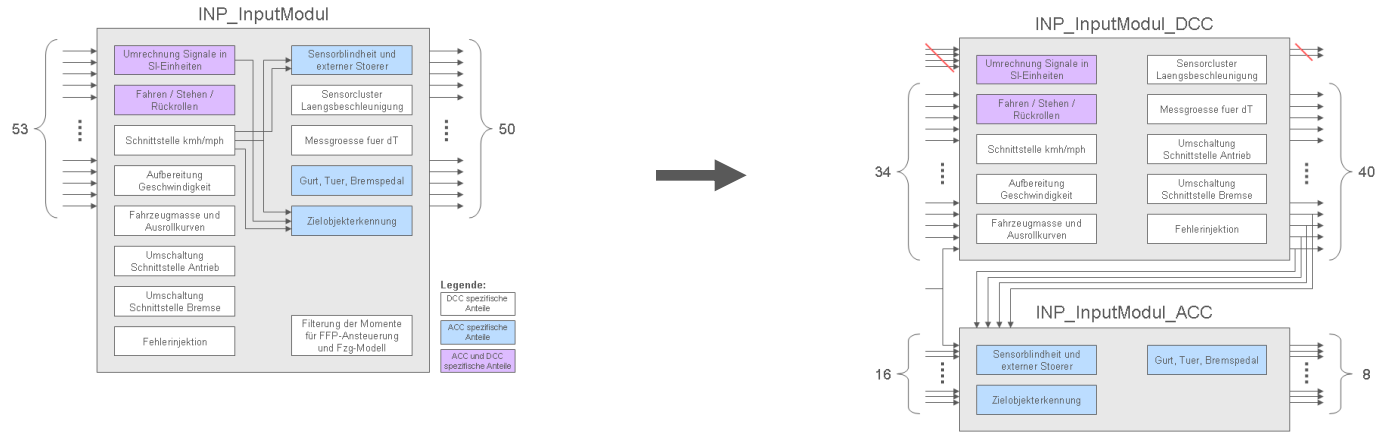 INP_InputModul
53
Umrechnung Signale in
SI-Einheiten
Fahren / Stehen /
Rückrollen
Schnittstelle kmh/mph
Aufbereitung
Geschwindigkeit
Fahrzeugmasse und
Ausrollkurven
Umschaltung
Schnittstelle Antrieb
Umschaltung
Schnittstelle Bremse
Fehlerinjektion
Sensorblindheit und
externer Stoerer
Sensorcluster
Laengsbeschleunigung
Messgroesse fuer dT
Gurt, Tuer, Bremspedal
Zielobjekterkennung
Filterung der Momente
für FFP-Ansteuerung
und Fzg-Modell
50
Legende:
DCC spezifische
Anteile
ACC spezifische
Anteile
ACC und DCC
spezifische Anteile
INP_InputModul_DCC
34
Umrechnung Signale in
SI-Einheiten
Fahren / Stehen /
Rückrollen
Schnittstelle kmh/mph
Aufbereitung
Geschwindigkeit
Fahrzeugmasse und
Ausrollkurven
Sensorcluster
Laengsbeschleunigung
Messgroesse fuer dT
Umschaltung
Schnittstelle Antrieb
Umschaltung
Schnittstelle Bremse
Fehlerinjektion
40
INP_InputModul_ACC
16
Sensorblindheit und
externer Stoerer
Zielobjekterkennung
Gurt, Tuer, Bremspedal
8